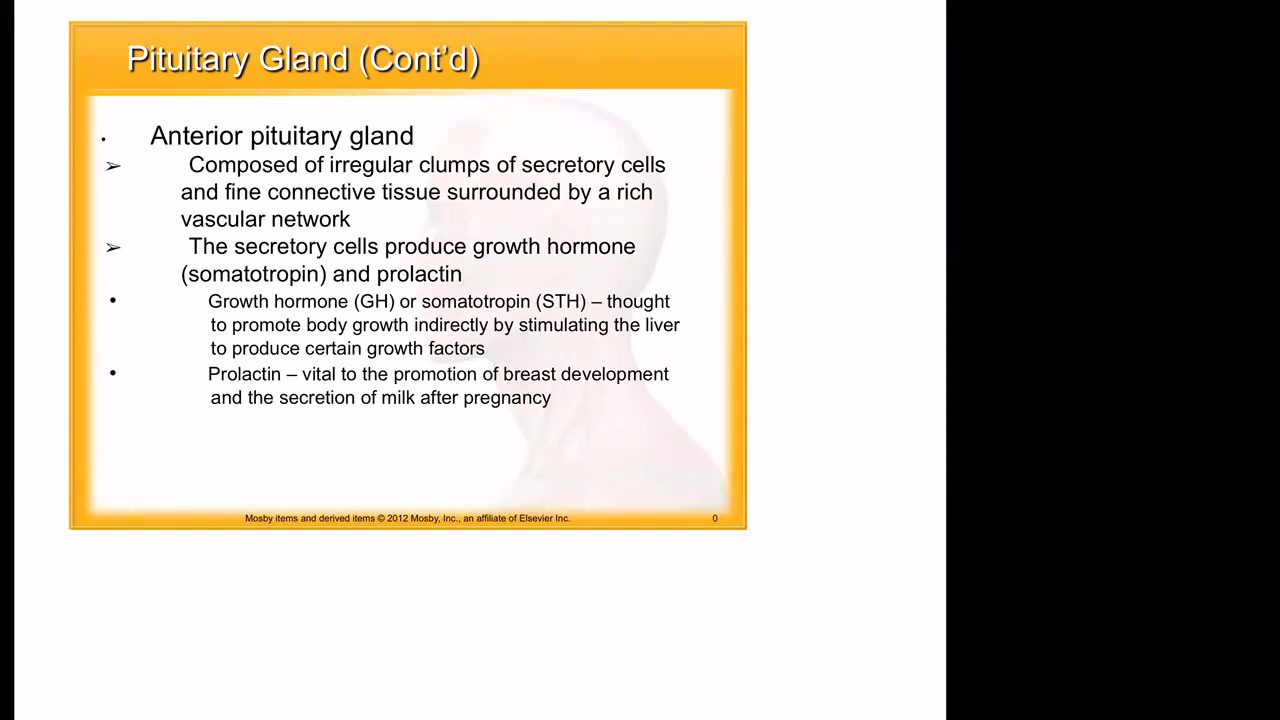 Pituitary Gland (Cont’d)
• Anterior pituitary gland
➢ Composed of irregular clumps of secretory cells
and fine connective tissue surrounded by a rich
vascular network
➢ The secretory cells produce growth hormone
(somatotropin) and prolactin
• Growth hormone (GH) or somatotropin (STH) – thought
to promote body growth indirectly by stimulating the liver
to produce certain growth factors
• Prolactin – vital to the promotion of breast development
and the secretion of milk after pregnancy
Mosby items and derived items © 2012 Mosby, Inc., an affiliate of Elsevier Inc. 0